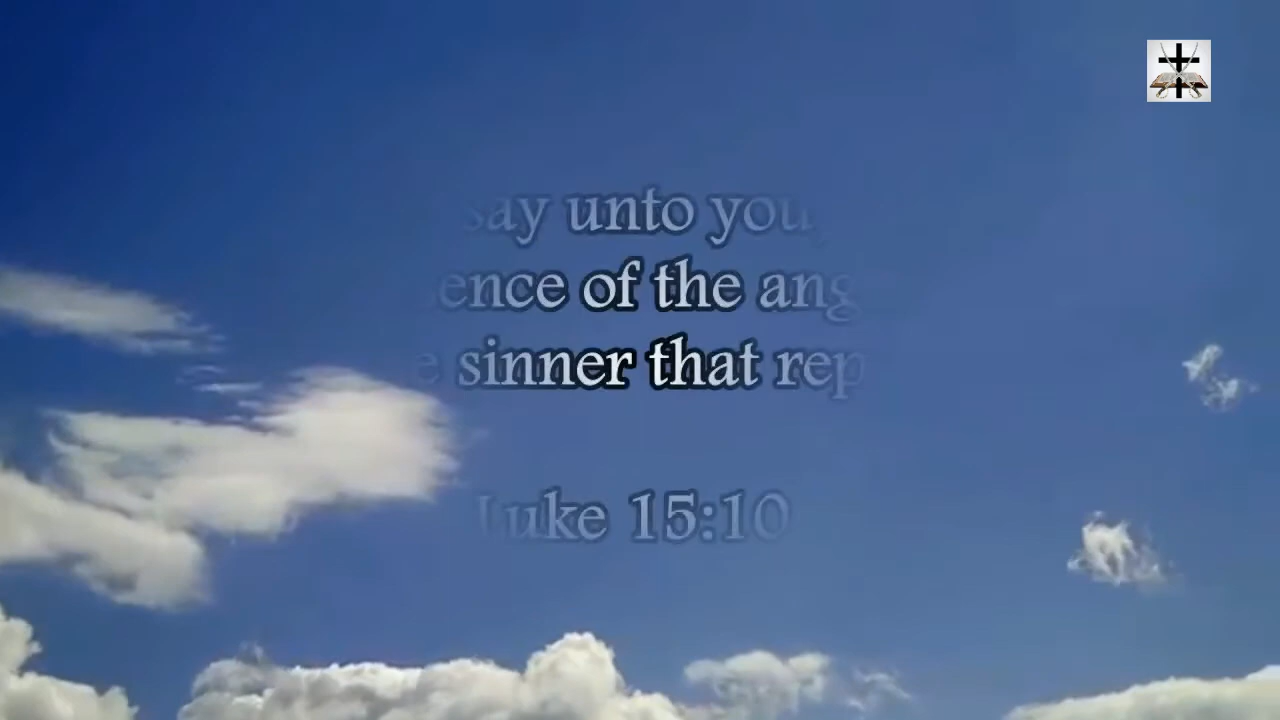 say unto you,
ence of the ang
e sinner that rep
Luke 15:10